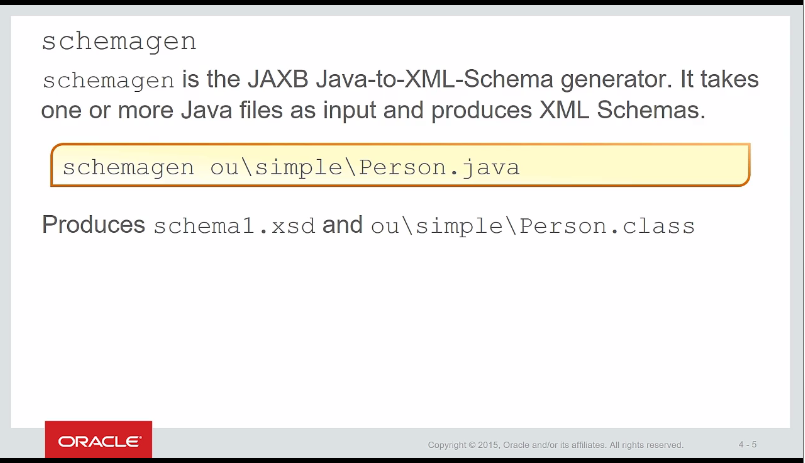 schemagen
schemagen is the JAXB Java-to-XML-Schema generator. It takes
one or more Java files as input and produces XML Schemas.
schemagen ou\simple\Person.java
Produces schema1.xsd and ou\simple\Person.class
ORACLE
Copyright © 2015, Oracle and/or its affiliates. All rights reserved.
4 - 5